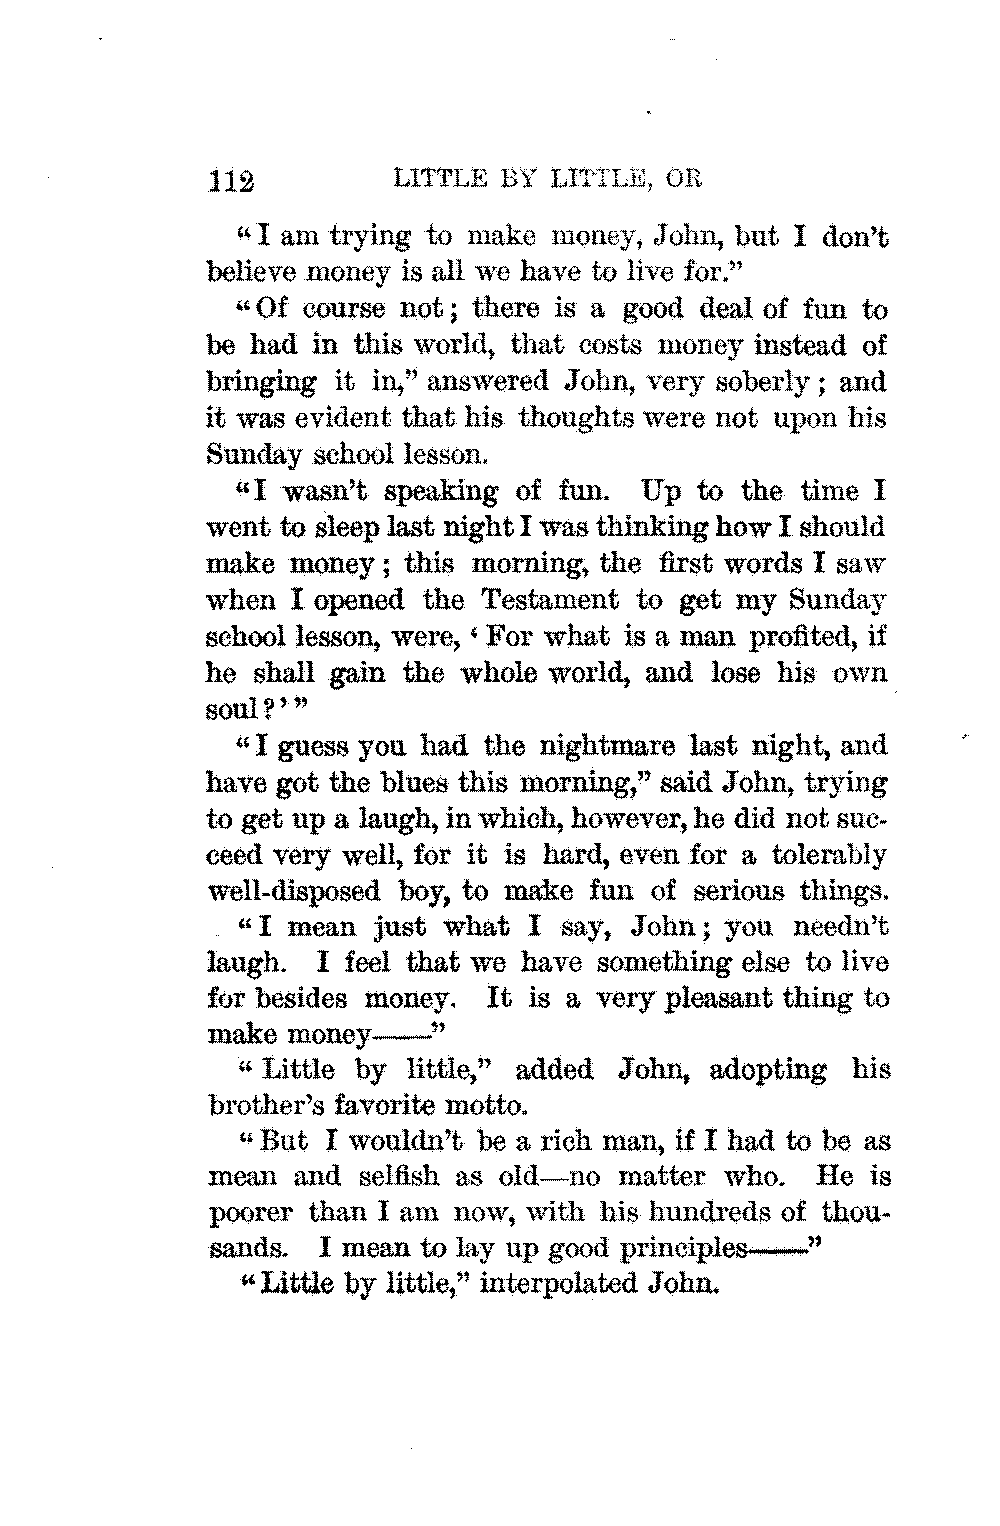 112 LITTLE BY LITTLE, OR
"I am trying to make money, John, but I don't
believe money is all we have to live for."
"Of course not; there is a good deal of fun to
be had in this world, that costs money instead of
bringing it in," answered John, very soberly; and
it was evident that his thoughts were not upon his
Sunday school lesson.
"I wasn't speaking of fun. Up to the time I
went to sleep last night I was thinking how I should
make money; this morning, the first words I saw
when I opened the Testament to get my Sunday
school lesson, were, 'For what is a man profited, if
he shall gain the whole world, and lose his own
soul?'"
"I guess you had the nightmare last night, and
have got the blues this morning," said John, trying
to get up a laugh, in which, however, he did not suc-
ceed very well, for it is hard, even for a tolerably
well-disposed boy, to make fun of serious things.
"I mean just what I say, John; you needn't
laugh. I feel that we have something else to live
for besides money. It is a very pleasant thing to
make money——"
"Little by little," added John, adopting his
brother's favorite motto.
"But I wouldn't be a rich man, if I had to be as
mean and selfish as old—no matter who. He is
poorer than I am now, with his hundreds of thou-
sands. I mean to lay up good principles——"
"Little by little," interpolated John.